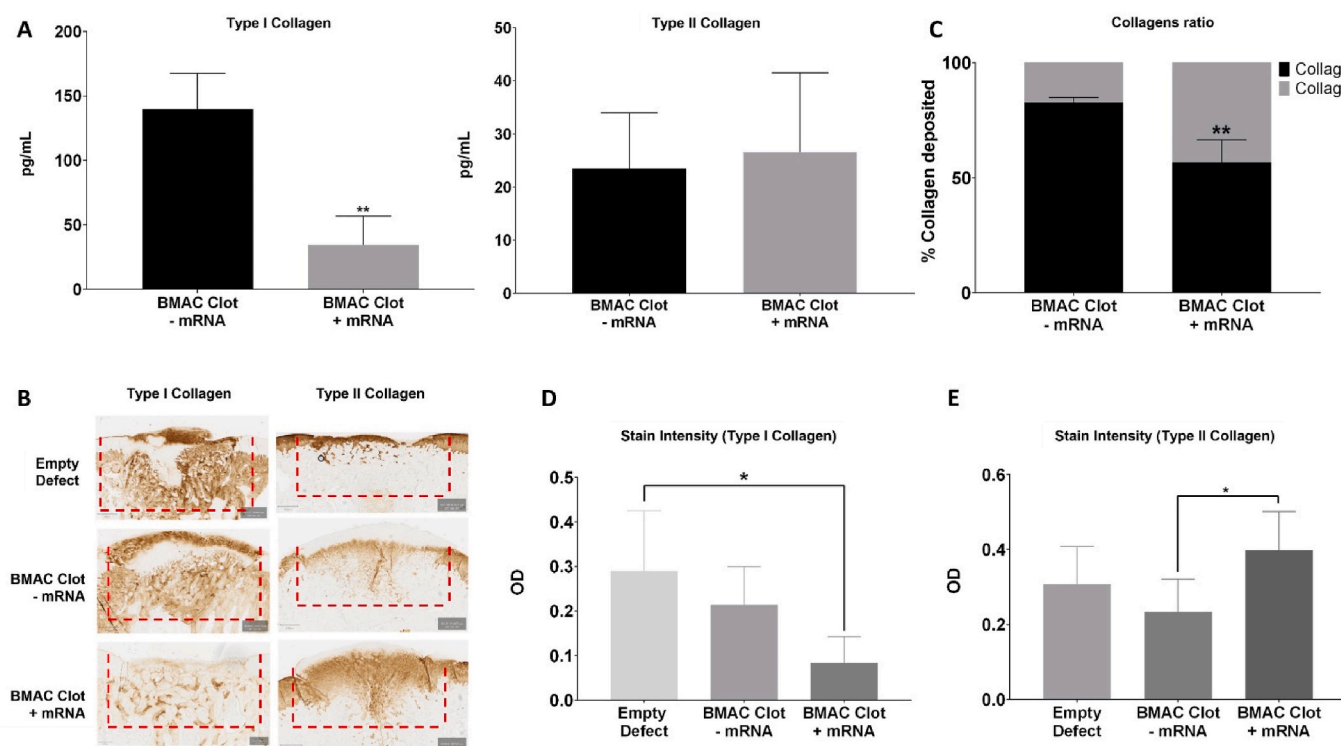 A
Type I Collagen
200
150
100
50
0
pg/mL
**
BMAC Clot
- mRNA
BMAC Clot
+ mRNA
Type II Collagen
50
40
30
20
10
0
pg/mL
BMAC Clot
- mRNA
BMAC Clot
+ mRNA
C
Collagens ratio
100
50
0
% Collagen deposited
**
BMAC Clot
- mRNA
BMAC Clot
+ mRNA
Collag
Collag
B
Type I Collagen
Type II Collagen
Empty
Defect
BMAC Clot
- mRNA
BMAC Clot
+ mRNA
D
Stain Intensity (Type I Collagen)
0.5
0.4
0.3
0.2
0.1
0.0
OD
*
Empty
Defect
BMAC Clot
- mRNA
BMAC Clot
+ mRNA
E
Stain Intensity (Type II Collagen)
0.6
0.4
0.2
0.0
OD
*
Empty
Defect
BMAC Clot
- mRNA
BMAC Clot
+ mRNA